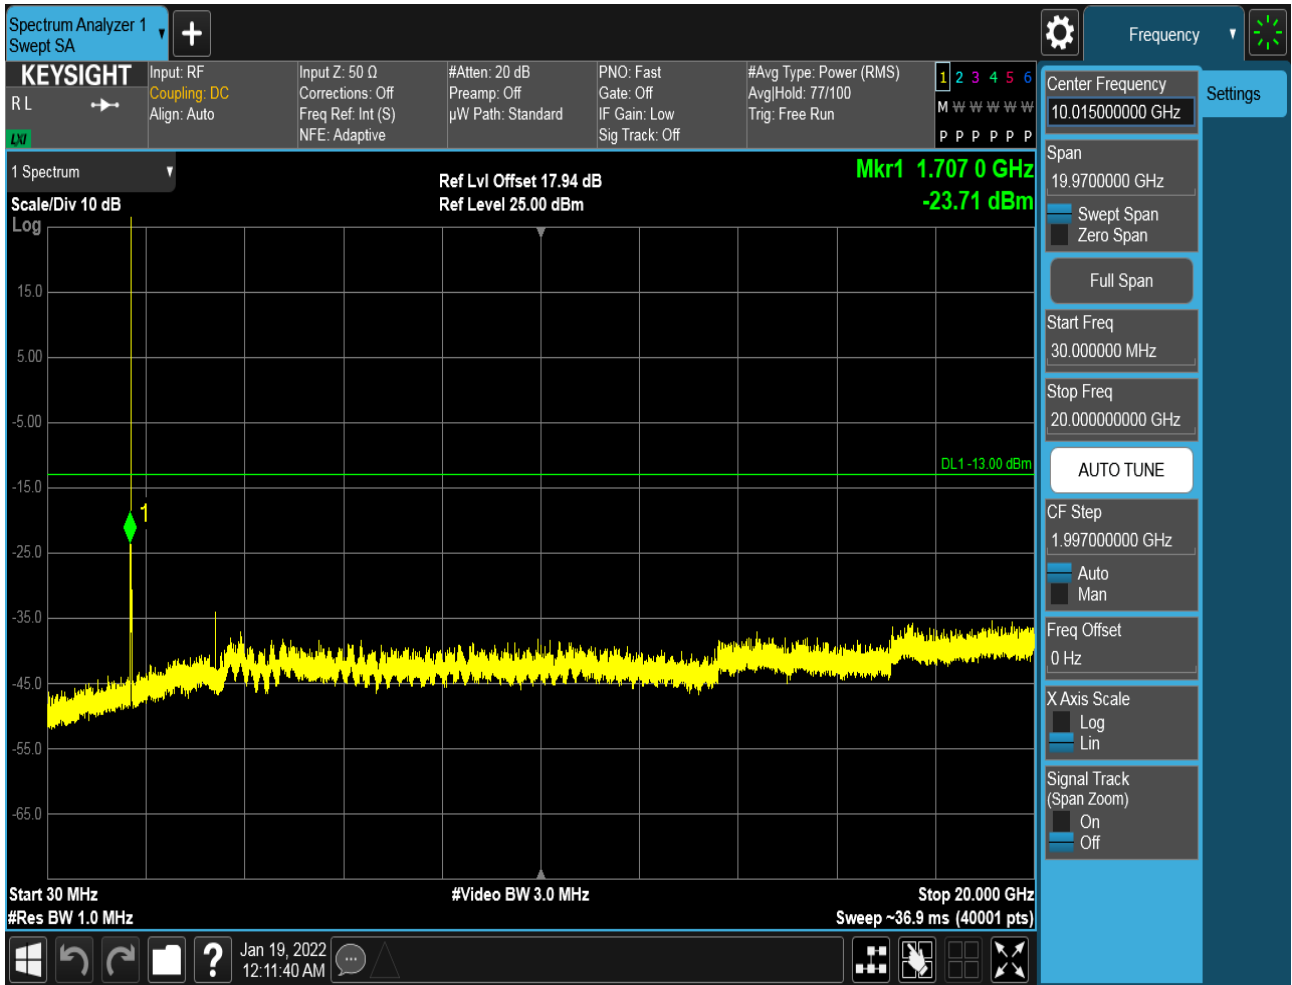 Spectrum Analyzer 1
Swept SA
Frequency
KEYSIGHT
R L
LXI
Input: RF
Coupling: DC
Align: Auto
Input Z: 50 Ω
Corrections: Off
Freq Ref: Int (S)
NFE: Adaptive
#Atten: 20 dB
Preamp: Off
µW Path: Standard
PNO: Fast
Gate: Off
IF Gain: Low
Sig Track: Off
#Avg Type: Power (RMS)
Avg|Hold: 77/100
Trig: Free Run
1 2 3 4 5 6
M W W W W W
P P P P P P
1 Spectrum
Scale/Div 10 dB
Log
Ref Lvl Offset 17.94 dB
Ref Level 25.00 dBm
Mkr1 1.707 0 GHz
-23.71 dBm
15.0
5.00
-5.00
-15.0
-25.0
-35.0
-45.0
-55.0
-65.0
DL1 -13.00 dBm
1
Start 30 MHz
#Res BW 1.0 MHz
#Video BW 3.0 MHz
Stop 20.000 GHz
Sweep ~36.9 ms (40001 pts)
Jan 19, 2022
12:11:40 AM
?
Center Frequency
10.015000000 GHz
Settings
Span
19.9700000 GHz
Swept Span
Zero Span
Full Span
Start Freq
30.000000 MHz
Stop Freq
20.000000000 GHz
AUTO TUNE
CF Step
1.997000000 GHz
Auto
Man
Freq Offset
0 Hz
X Axis Scale
Log
Lin
Signal Track
(Span Zoom)
On
Off